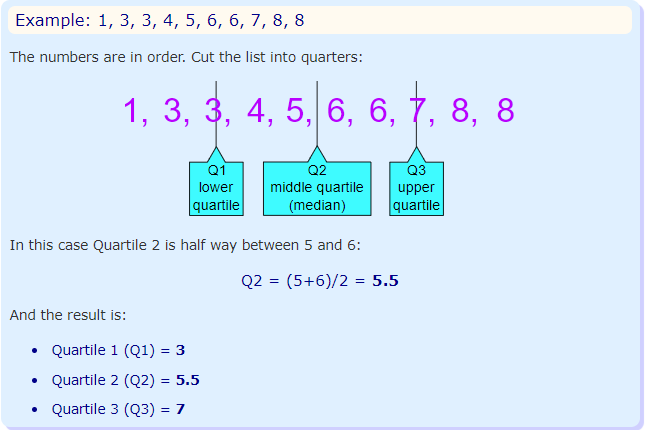 Example: 1, 3, 3, 4, 5, 6, 6, 7, 8, 8
The numbers are in order. Cut the list into quarters:
1, 3, 3, 4, 5, 6, 6, 7, 8, 8
Q1
lower
quartile
Q2
middle quartile
(median)
Q3
upper
quartile
In this case Quartile 2 is half way between 5 and 6:
Q2 = (5+6)/2 = 5.5
And the result is:
• Quartile 1 (Q1) = 3
• Quartile 2 (Q2) = 5.5
• Quartile 3 (Q3) = 7